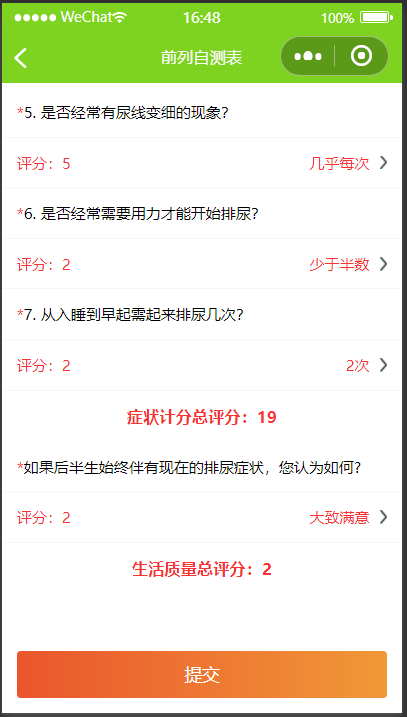 WeChat 16:48 100%
前列自测表
*5. 是否经常有尿线变细的现象?
评分：5 几乎每次
*6. 是否经常需要用力才能开始排尿?
评分：2 少于半数
*7. 从入睡到早起需起来排尿几次?
评分：2 2次
症状计分总评分：19
*如果后半生始终伴有现在的排尿症状，您认为如何?
评分：2 大致满意
生活质量总评分：2
提交